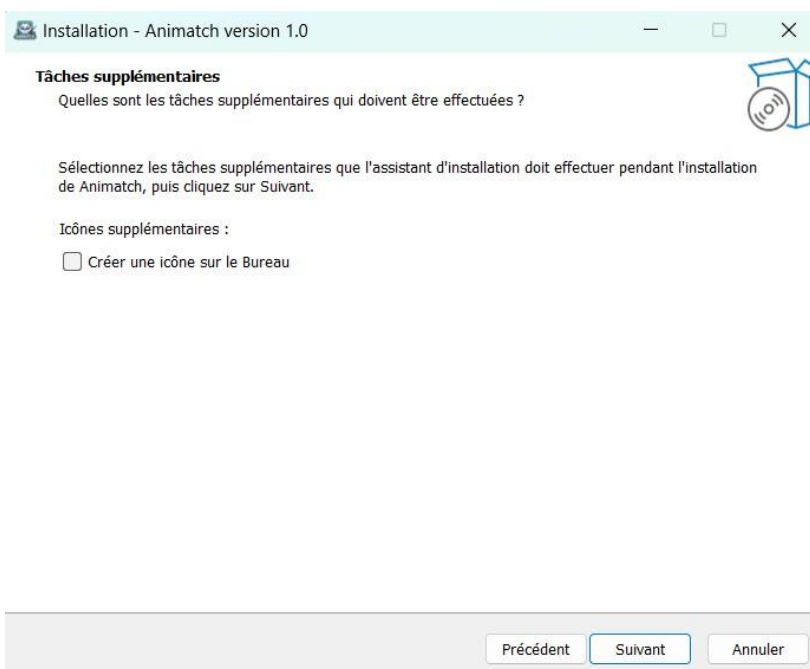 Installation - Animatch version 1.0
Tâches supplémentaires
Quelles sont les tâches supplémentaires qui doivent être effectuées ?
Sélectionnez les tâches supplémentaires que l'assistant d'installation doit effectuer pendant l'installation
de Animatch, puis cliquez sur Suivant.
Icônes supplémentaires :
Créer une icône sur le Bureau
Précédent
Suivant
Annuler